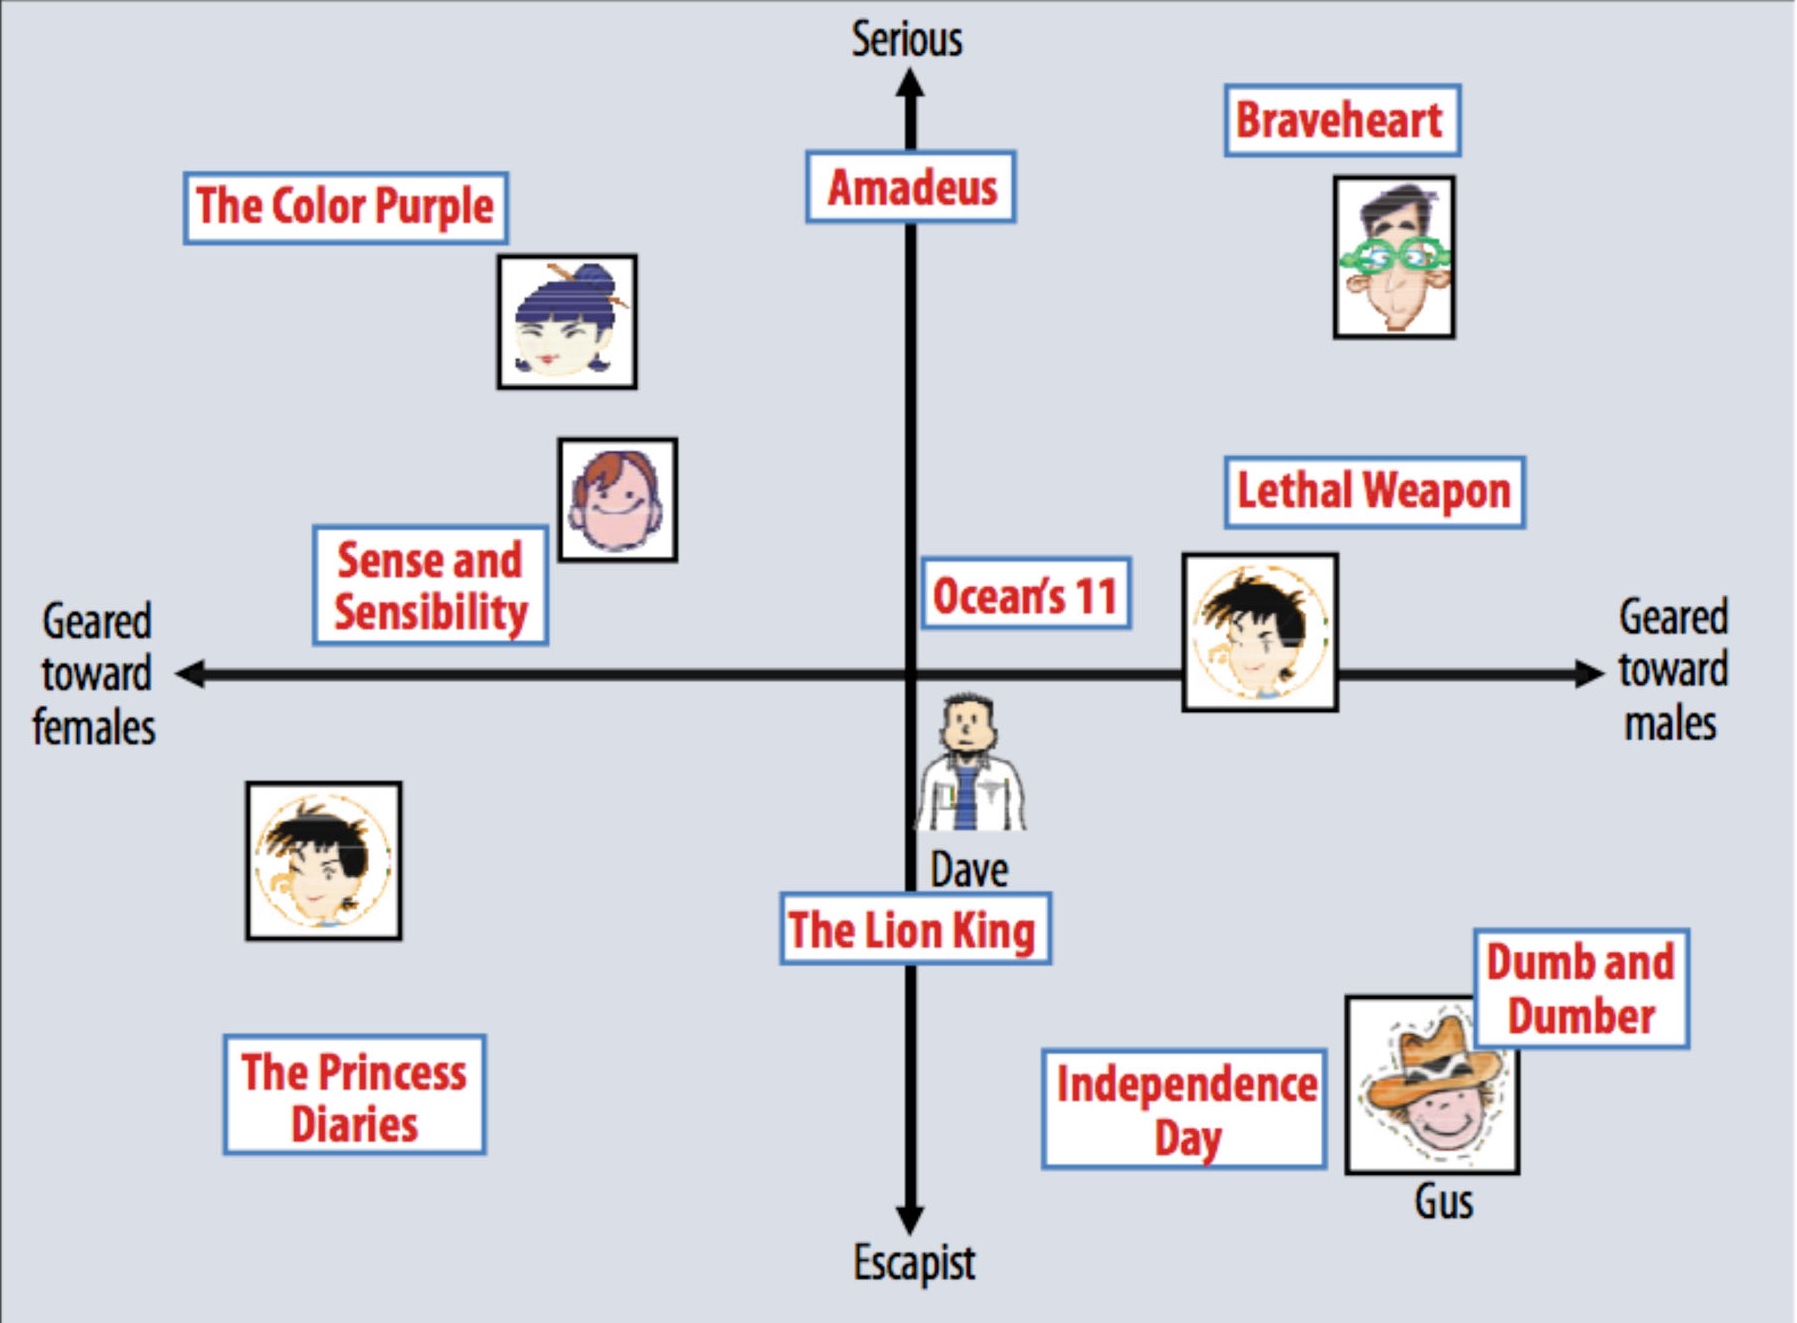 Serious
Braveheart
Amadeus
The Color Purple
Lethal Weapon
Sense and
Sensibility
Ocean's 11
Geared
toward
females
Geared
toward
males
Dave
The Lion King
Dumb and
Dumber
The Princess
Diaries
Independence
Day
Gus
Escapist